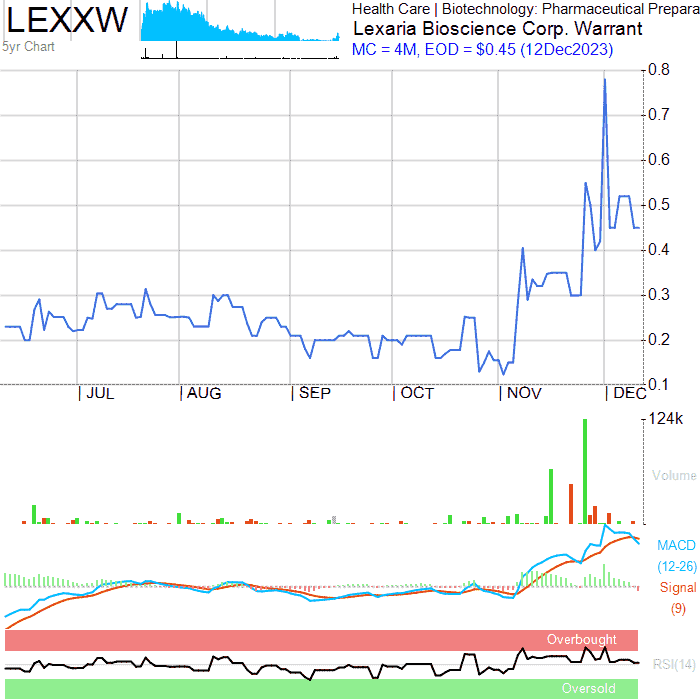 LEXXW
5yr Chart
Health Care | Biotechnology: Pharmaceutical Prepara
Lexaria Bioscience Corp. Warrant
MC = 4M, EOD = $0.45 (12Dec2023)
0.8
0.7
0.6
0.5
0.4
0.3
0.2
0.1
| JUL | AUG | SEP | OCT | NOV | DEC
124k
Volume
MACD
(12-26)
Signal
(9)
Overbought
RSI(14)
Oversold